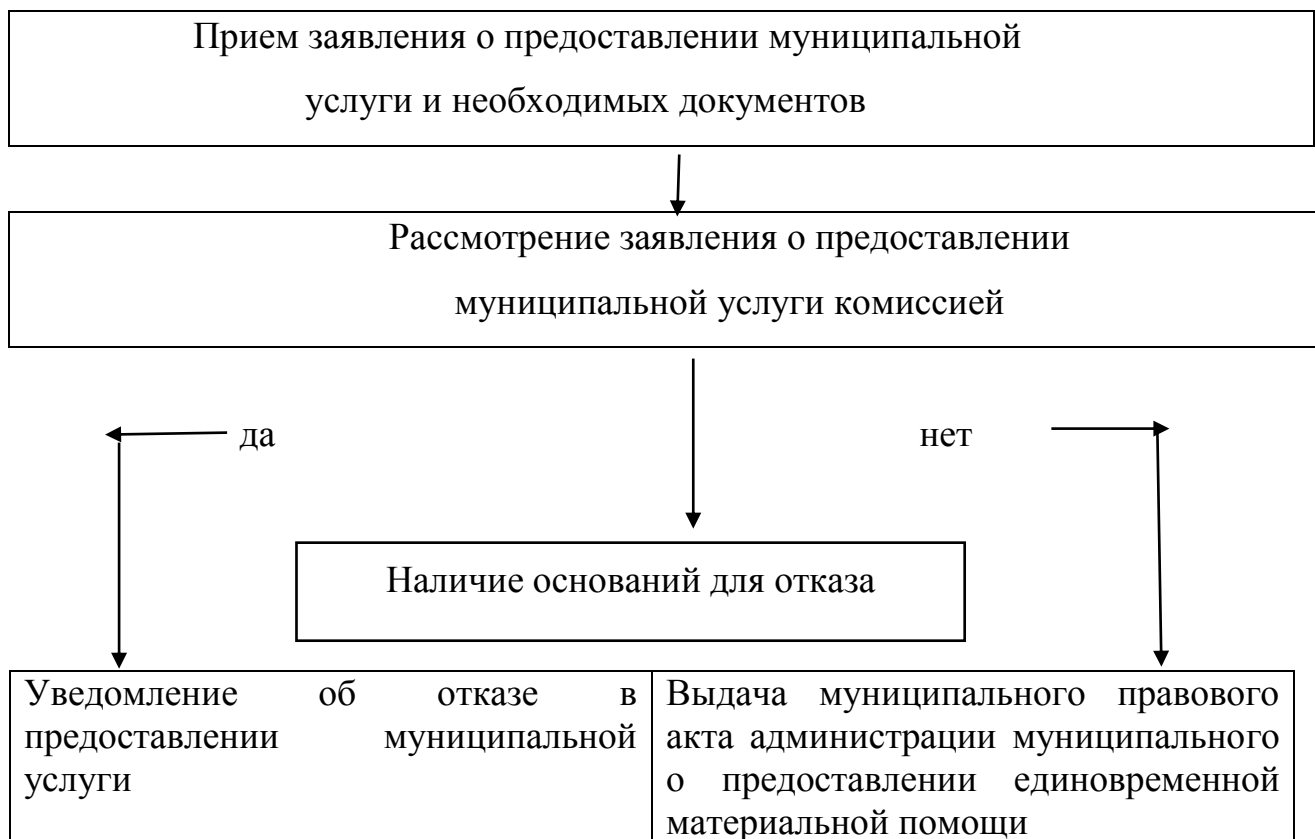 Прием заявления о предоставлении муниципальной
услуги и необходимых документов
Рассмотрение заявления о предоставлении
муниципальной услуги комиссией
да
нет
Наличие оснований для отказа
Уведомление об отказе в
предоставлении муниципальной
услуги
Выдача муниципального правового
акта администрации муниципального
о предоставлении единовременной
материальной помощи